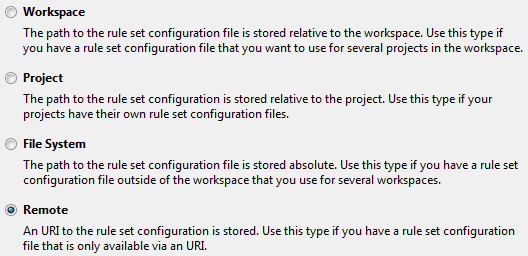 Workspace
The path to the rule set configuration file is stored relative to the workspace. Use this type if
you have a rule set configuration file that you want to use for several projects in the workspace.
Project
The path to the rule set configuration is stored relative to the project. Use this type if your
projects have their own rule set configuration files.
File System
The path to the rule set configuration file is stored absolute. Use this type if you have a rule set
configuration file outside of the workspace that you use for several workspaces.
Remote
An URI to the rule set configuration is stored. Use this type if you have a rule set configuration
file that is only available via an URI.